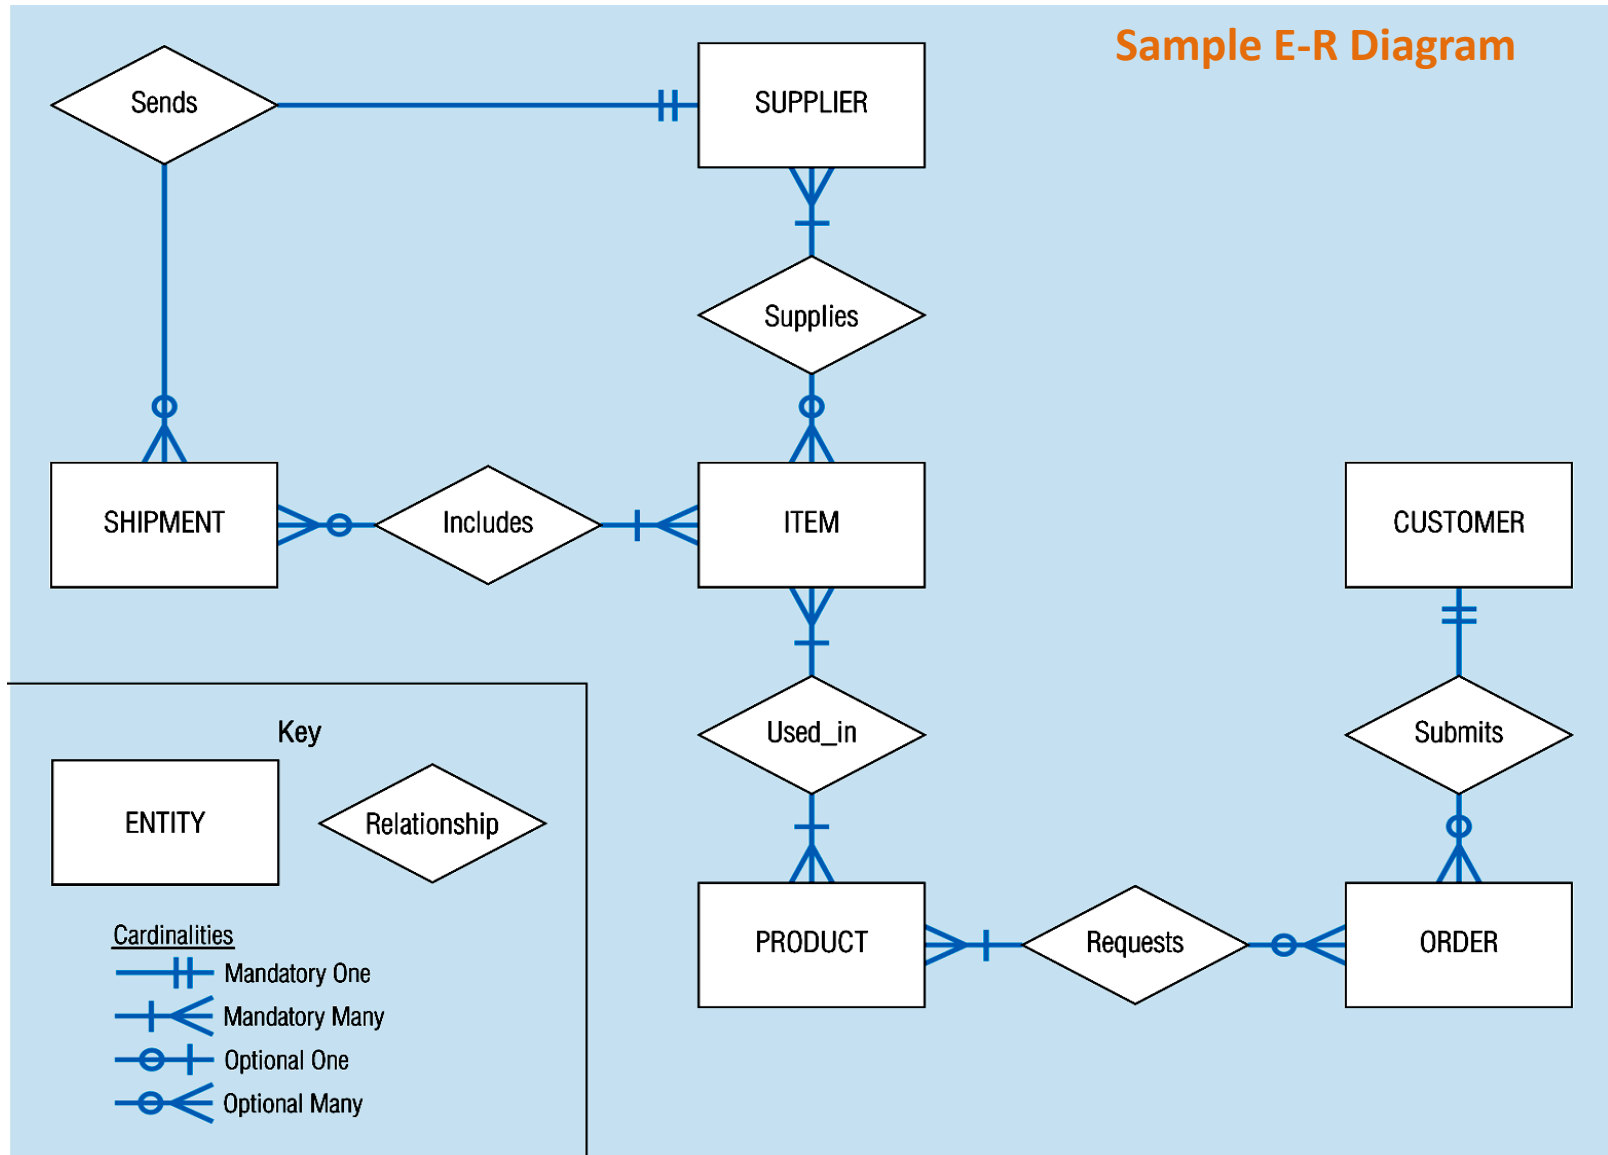 Sample E-R Diagram
Sends
SUPPLIER
Supplies
SHIPMENT
Includes
ITEM
CUSTOMER
Key
Used_in
Submits
ENTITY
Relationship
PRODUCT
Requests
ORDER
Cardinalities
Mandatory One
Mandatory Many
Optional One
Optional Many